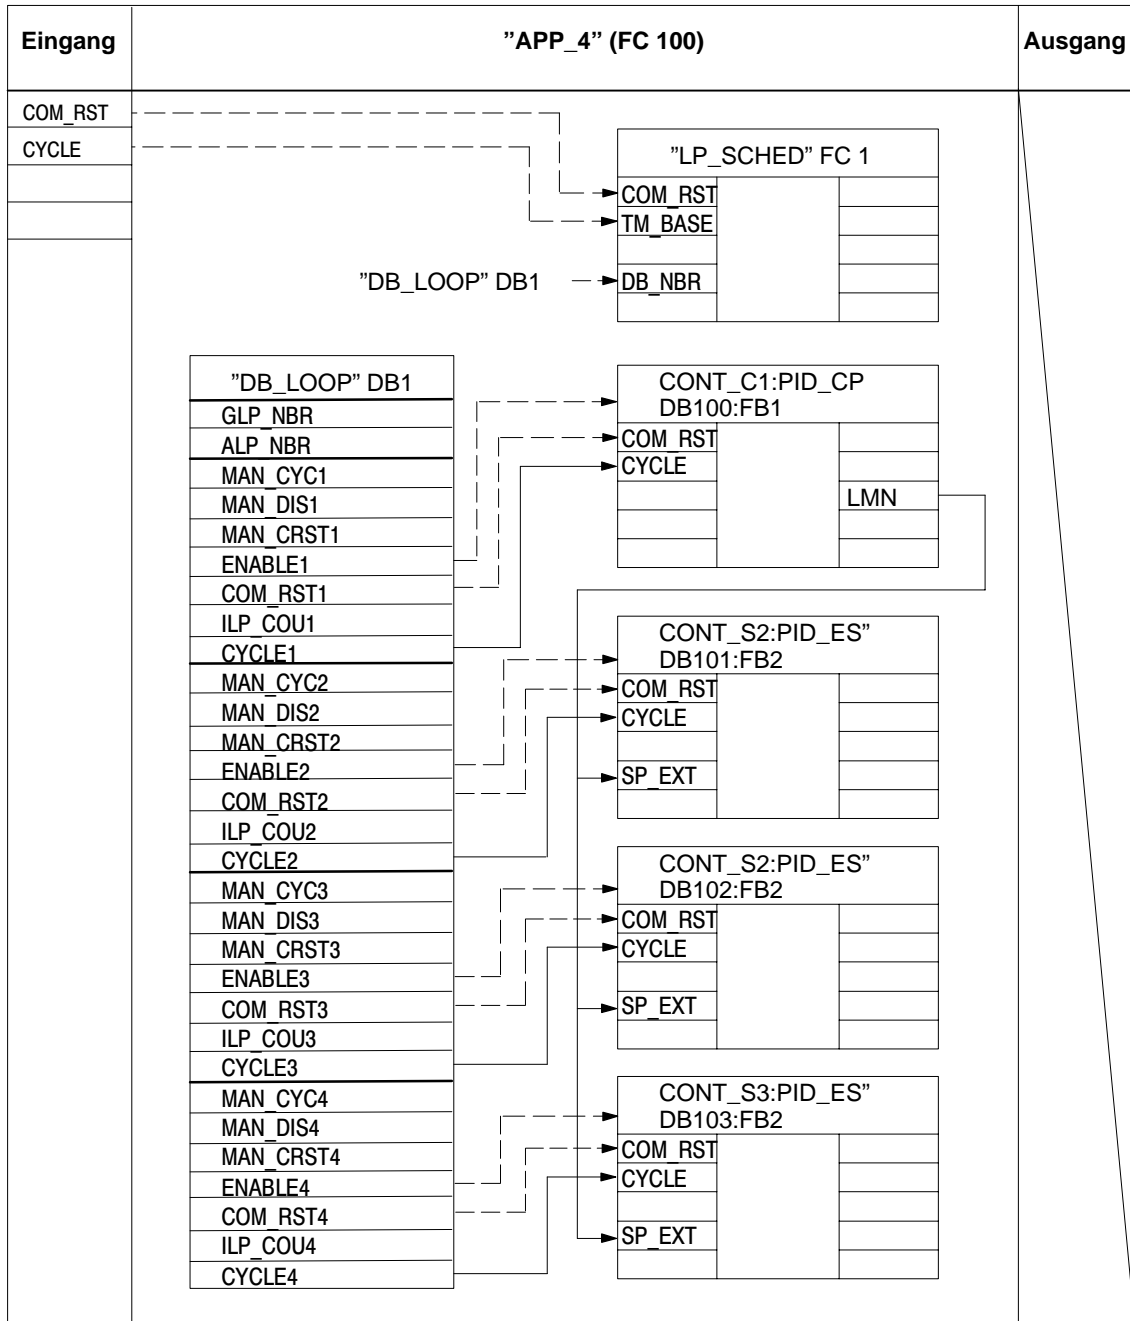 Eingang
”APP_4” (FC 100)
Ausgang
COM_RST
CYCLE
”LP_SCHED” FC 1
COM_RST
TM_BASE
”DB_LOOP” DB1
DB_NBR
”DB_LOOP” DB1
GLP_NBR
ALP_NBR
MAN_CYC1
MAN_DIS1
MAN_CRST1
ENABLE1
COM_RST1
ILP_COU1
CYCLE1
MAN_CYC2
MAN_DIS2
MAN_CRST2
ENABLE2
COM_RST2
ILP_COU2
CYCLE2
MAN_CYC3
MAN_DIS3
MAN_CRST3
ENABLE3
COM_RST3
ILP_COU3
CYCLE3
MAN_CYC4
MAN_DIS4
MAN_CRST4
ENABLE4
COM_RST4
ILP_COU4
CYCLE4
CONT_C1:PID_CP
DB100:FB1
COM_RST
CYCLE
LMN
CONT_S2:PID_ES”
DB101:FB2
COM_RST
CYCLE
SP_EXT
CONT_S2:PID_ES”
DB102:FB2
COM_RST
CYCLE
SP_EXT
CONT_S3:PID_ES”
DB103:FB2
COM_RST
CYCLE
SP_EXT